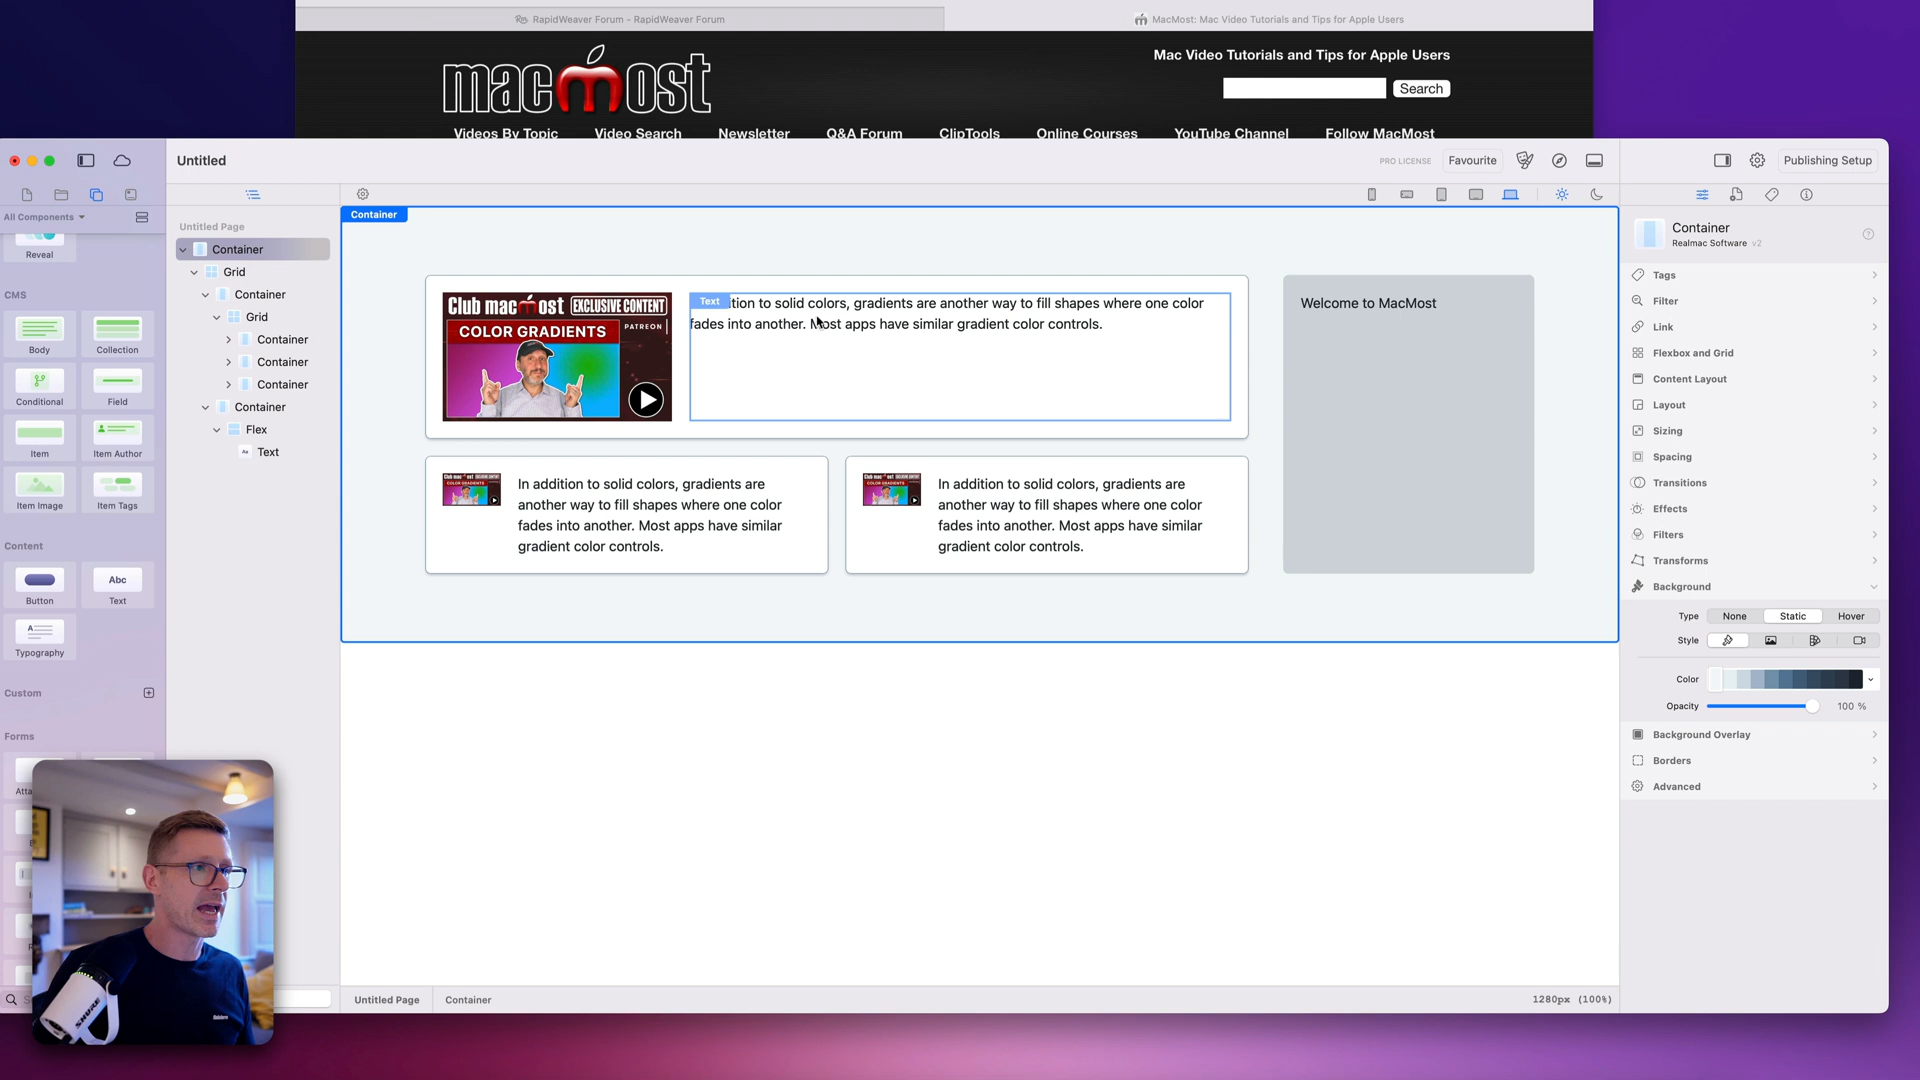 RapidWeaver Forum - RapidWeaver Forum
MacMost: Mac Video Tutorials and Tips for Apple Users
macmost
Mac Video Tutorials and Tips for Apple Users
Search
Videos By Topic
Video Search
Newsletter
Q&A Forum
ClipTools
Online Courses
YouTube Channel
Follow MacMost
Untitled
PRO LICENSE
Favourite
Publishing Setup
All Components
Reveal
CMS
Body
Collection
Conditional
Field
Item
Item Author
Item Image
Item Tags
Content
Button
Abc
Text
Typography
Custom
Forms
Untitled Page
Container
Grid
Container
Grid
Container
Container
Container
Container
Flex
Text
Container
Club macmost EXCLUSIVE CONTENT
COLOR GRADIENTS
PATREON
Text
tion to solid colors, gradients are another way to fill shapes where one color
fades into another. Most apps have similar gradient color controls.
Welcome to MacMost
In addition to solid colors, gradients are
another way to fill shapes where one color
fades into another. Most apps have similar
gradient color controls.
In addition to solid colors, gradients are
another way to fill shapes where one color
fades into another. Most apps have similar
gradient color controls.
Untitled Page
Container
1280px (100%)
Container
Realmac Software v2
Tags
Filter
Link
Flexbox and Grid
Content Layout
Layout
Sizing
Spacing
Transitions
Effects
Filters
Transforms
Background
Type
None
Static
Hover
Style
Color
Opacity
100 %
Background Overlay
Borders
Advanced
SHURE